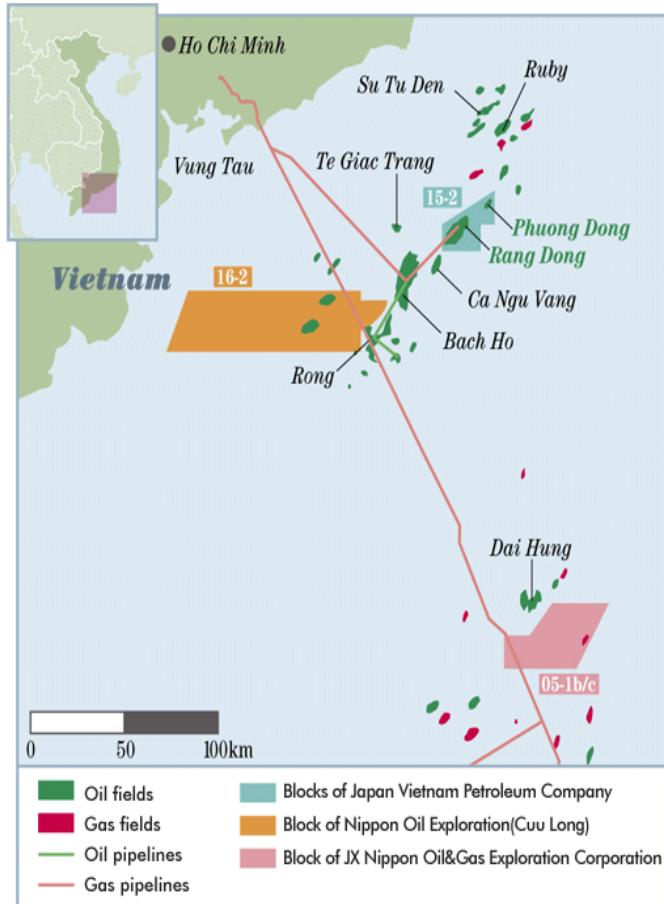 Ho Chi Minh
Su Tu Den
Ruby
Vung Tau
Te Giac Trang
15-2
Phuong Dong
Rang Dong
Vietnam
16-2
Ca Ngu Vang
Bach Ho
Rong
Dai Hung
05-1b/c
0
50
100km
Oil fields
Gas fields
Oil pipelines
Gas pipelines
Blocks of Japan Vietnam Petroleum Company
Block of Nippon Oil Exploration(Cuu Long)
Block of JX Nippon Oil&Gas Exploration Corporation